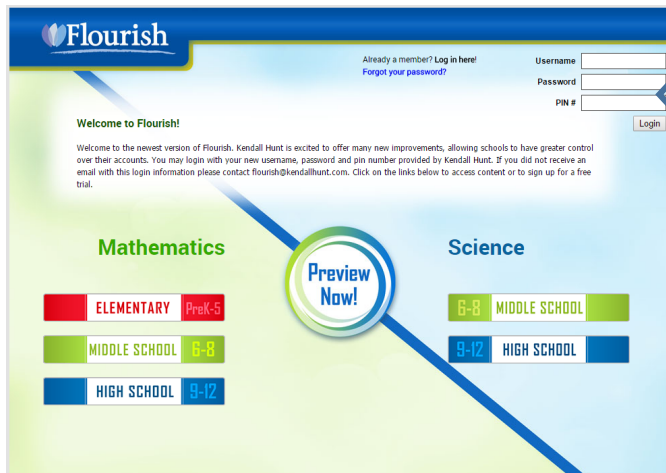 Flourish
Already a member? Log in here!
Forgot your password?
Username
Password
PIN #
Login
Welcome to Flourish!
Welcome to the newest version of Flourish. Kendall Hunt is excited to offer many new improvements, allowing schools to have greater control
over their accounts. You may login with your new username, password and pin number provided by Kendall Hunt. If you did not receive an
email with this login information please contact flourish@kendallhunt.com. Click on the links below to access content or to sign up for a free
trial.
Mathematics
ELEMENTARY PreK-5
MIDDLE SCHOOL 6-8
HIGH SCHOOL 9-12
Preview
Now!
Science
6-8 MIDDLE SCHOOL
9-12 HIGH SCHOOL